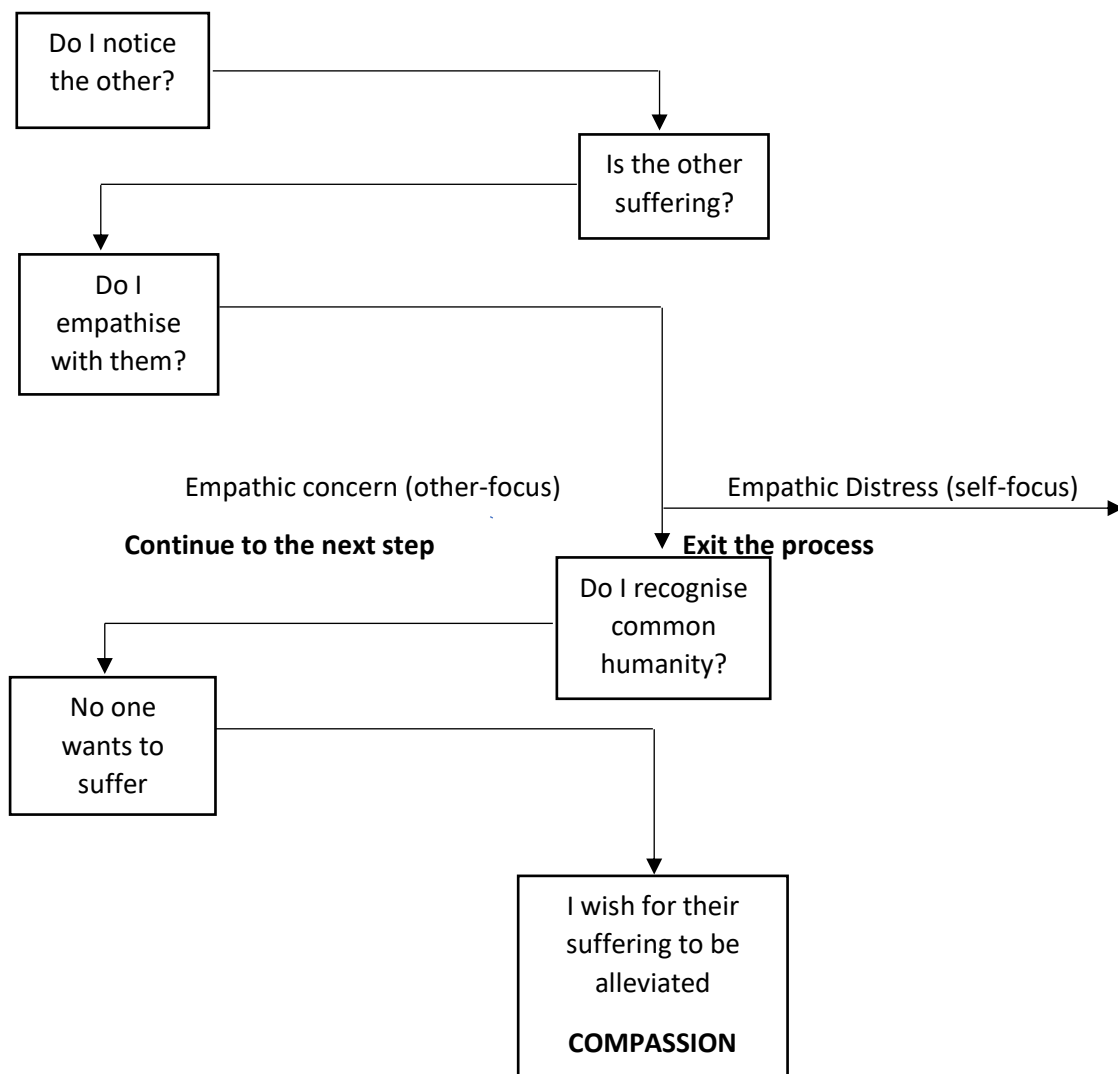 Do I notice
the other?
Is the other
suffering?
Do I
empathise
with them?
Empathic concern (other-focus)
Empathic Distress (self-focus)
Continue to the next step
Exit the process
Do I recognise
common
humanity?
No one
wants to
suffer
I wish for their
suffering to be
alleviated
COMPASSION